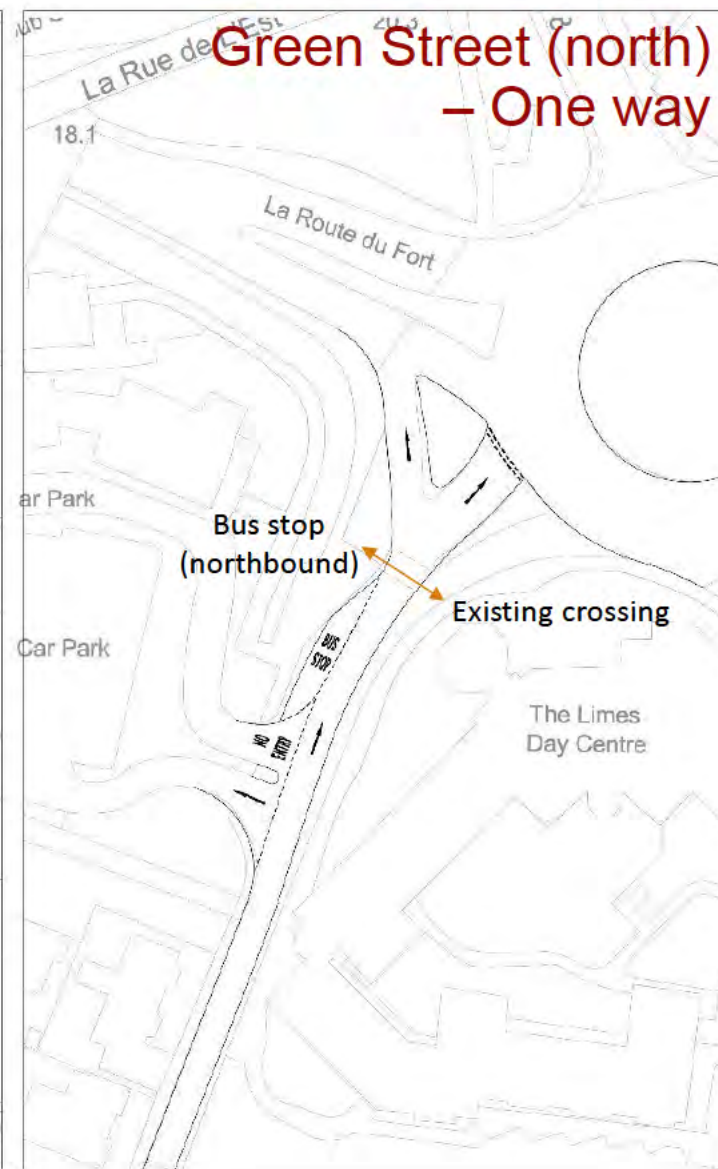 La Rue de L'Est
Green Street (north)
– One way
18.1
La Route du Fort
ar Park
Bus stop
(northbound)
Existing crossing
Car Park
BUS
STOP
The Limes
Day Centre
NO
ENTRY